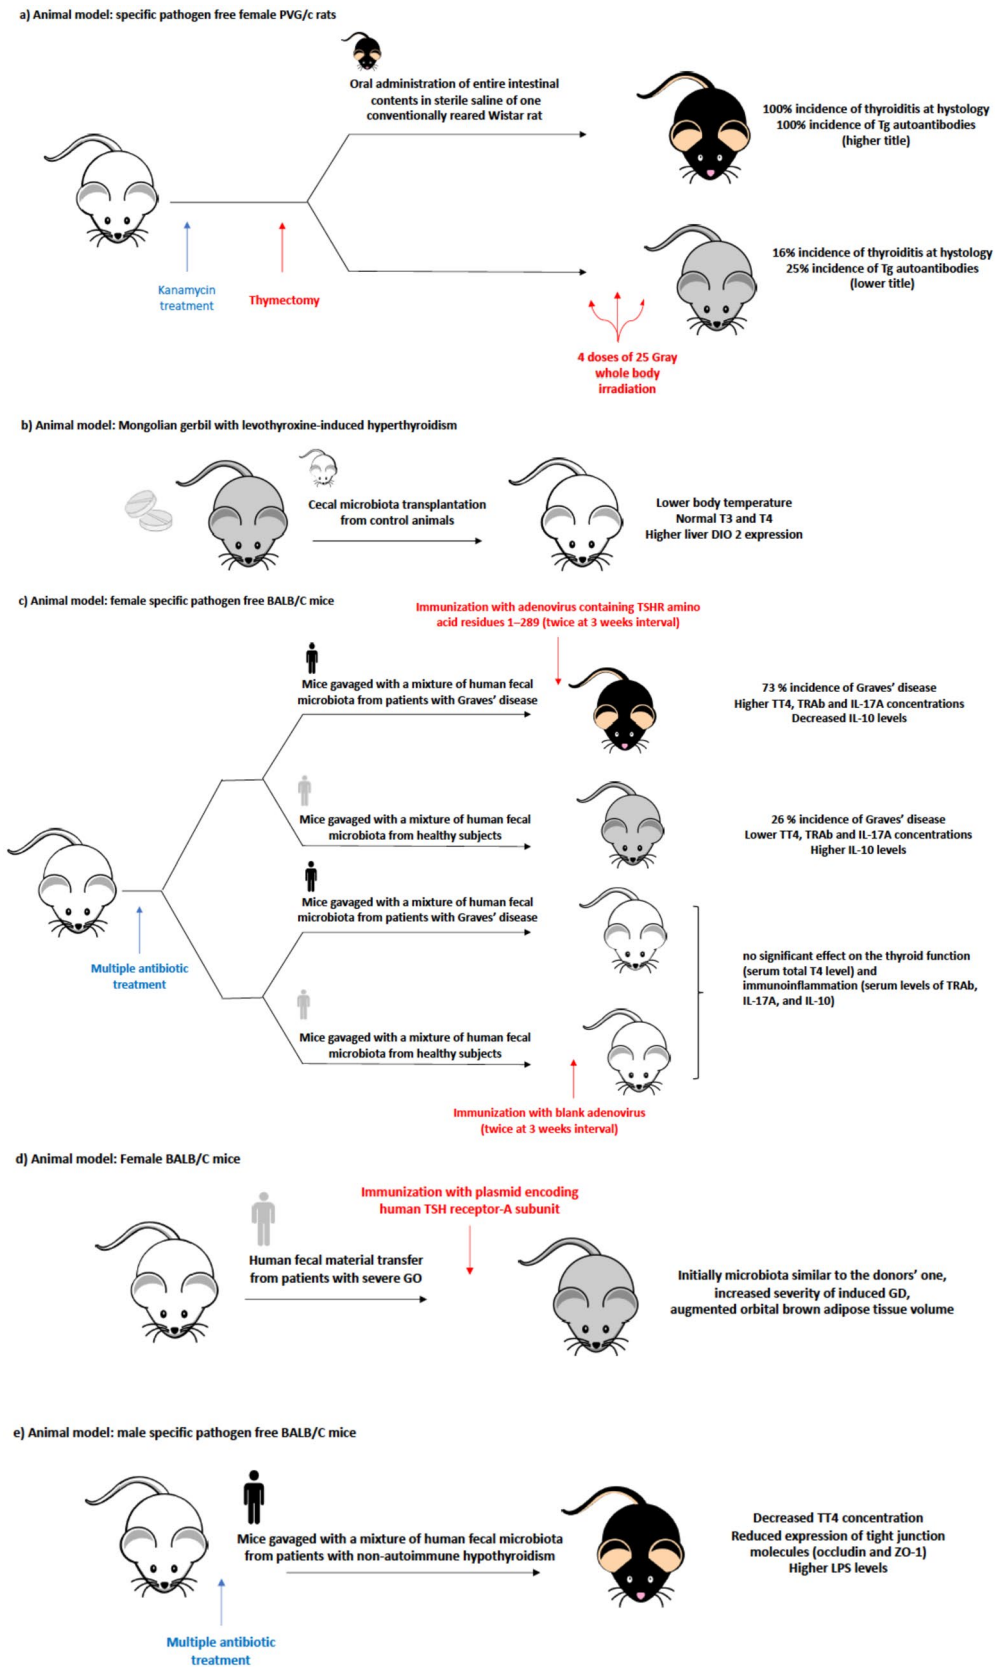 a) Animal model: specific pathogen free female PVG/c rats
Oral administration of entire intestinal
contents in sterile saline of one
conventionally reared Wistar rat
100% incidence of thyroiditis at hystology
100% incidence of Tg autoantibodies
(higher title)
Kanamycin
treatment
Thymectomy
16% incidence of thyroiditis at hystology
25% incidence of Tg autoantibodies
(lower title)
4 doses of 25 Gray
whole body
irradiation
b) Animal model: Mongolian gerbil with levothyroxine-induced hyperthyroidism
Cecal microbiota transplantation
from control animals
Lower body temperature
Normal T3 and T4
Higher liver DIO 2 expression
c) Animal model: female specific pathogen free BALB/C mice
Immunization with adenovirus containing TSHR amino
acid residues 1–289 (twice at 3 weeks interval)
Mice gavaged with a mixture of human fecal
microbiota from patients with Graves’ disease
73 % incidence of Graves’ disease
Higher TT4, TRAb and IL-17A concentrations
Decreased IL-10 levels
Mice gavaged with a mixture of human fecal
microbiota from healthy subjects
26 % incidence of Graves’ disease
Lower TT4, TRAb and IL-17A concentrations
Higher IL-10 levels
Mice gavaged with a mixture of human fecal
microbiota from patients with Graves’ disease
Multiple antibiotic
treatment
no significant effect on the thyroid function
(serum total T4 level) and
immunoinflammation (serum levels of TRAb,
IL-17A, and IL-10)
Mice gavaged with a mixture of human fecal
microbiota from healthy subjects
Immunization with blank adenovirus
(twice at 3 weeks interval)
d) Animal model: Female BALB/C mice
Immunization with plasmid encoding
human TSH receptor-A subunit
Human fecal material transfer
from patients with severe GO
Initially microbiota similar to the donors’ one,
increased severity of induced GD,
augmented orbital brown adipose tissue volume
e) Animal model: male specific pathogen free BALB/C mice
Mice gavaged with a mixture of human fecal microbiota
from patients with non-autoimmune hypothyroidism
Decreased TT4 concentration
Reduced expression of tight junction
molecules (occludin and ZO-1)
Higher LPS levels
Multiple antibiotic
treatment